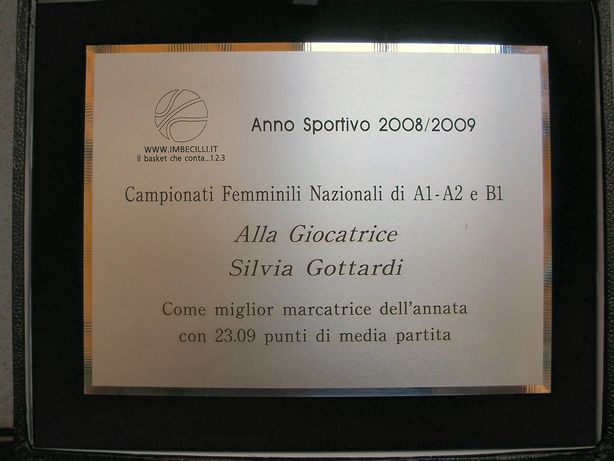 Anno Sportivo 2008/2009
WWW.IMBECILLI.IT
Il basket che conta...1.2.3
Campionati Femminili Nazionali di A1-A2 e B1
Alla Giocatrice
Silvia Gottardi
Come miglior marcatrice dell'annata
con 23.09 punti di media partita